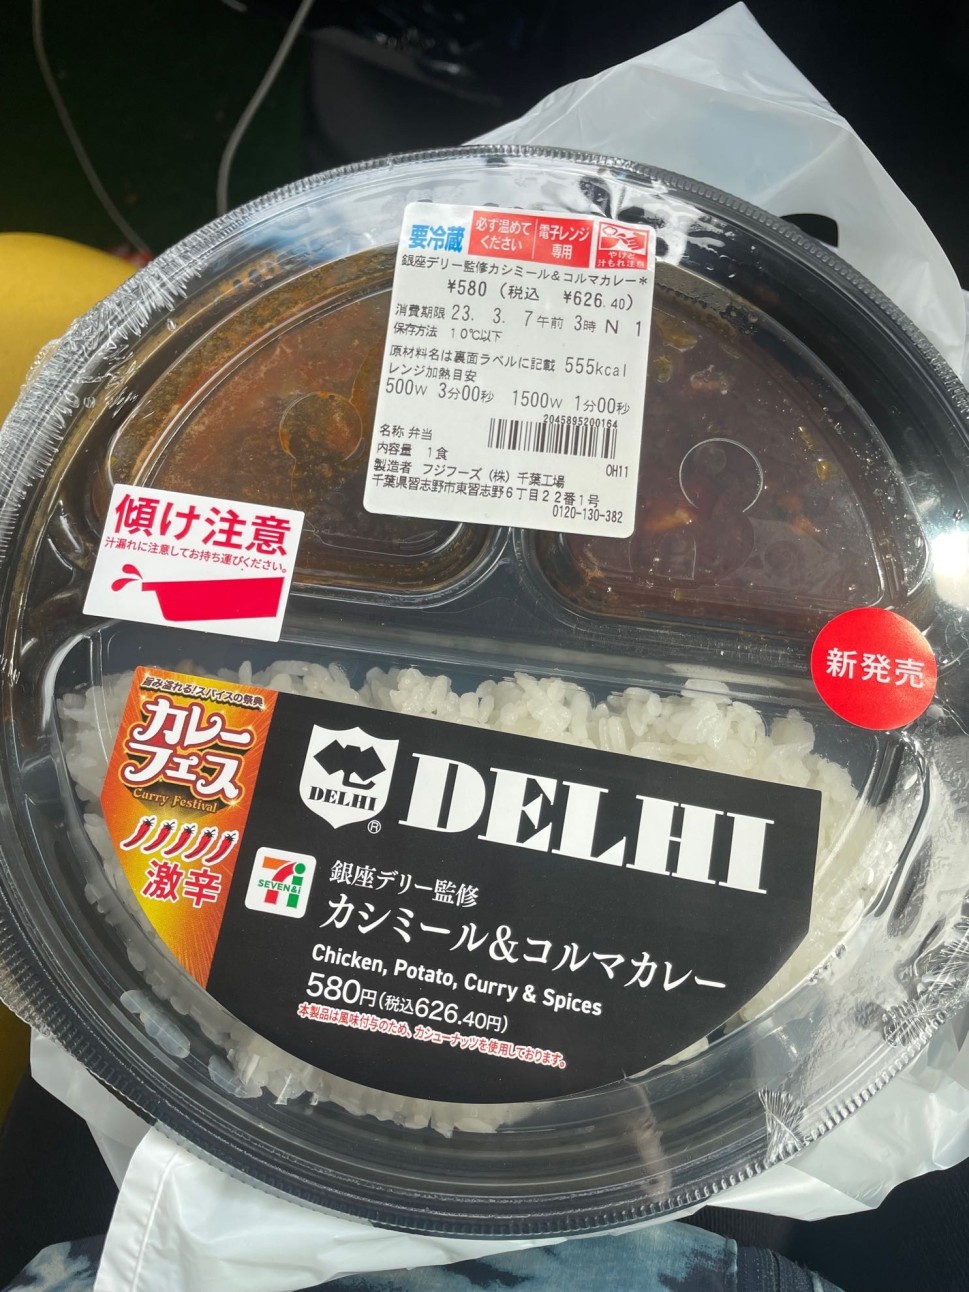 要冷蔵
必ず温めて
ください
電子レンジ
専用
やけど
汁もれ注意
銀座デリー監修カシミール&コルマカレー*
¥580 (税込 ¥626.40)
消費期限 23. 3. 7午前 3時 N 1
保存方法 10℃以下
原材料名は裏面ラベルに記載 555kcal
レンジ加熱目安
500W 3分00秒 1500W 1分00秒
2045895200164
名称 弁当
内容量 1食
OH11
製造者 フジフーズ(株)千葉工場
千葉県習志野市東習志野6丁目22番1号
0120-130-382
傾け注意
汁漏れに注意してお持ち運びください。
新発売
旨み溢れる!スパイスの祭典
カレー
フェス
Curry Festival
激辛
DELHI
®
DELHI
7
SEVEN&i
銀座デリー監修
カシミール&コルマカレー
Chicken, Potato, Curry & Spices
580円(税込626.40円)
本製品は風味付与のため、カシューナッツを使用しております。